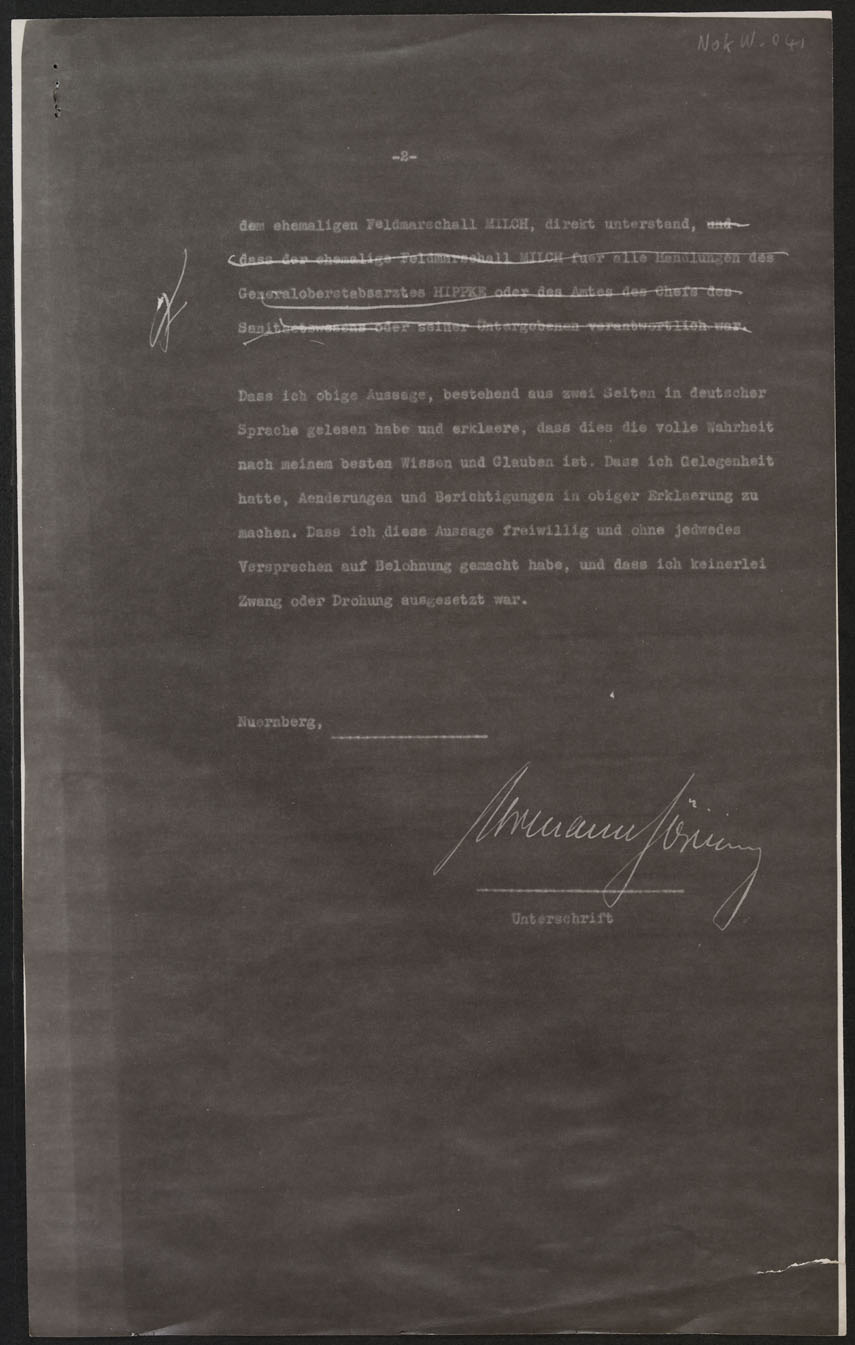 NokW-041
-2-
dem ehemaligen Feldmarschall MILCH, direkt unterstand, und
dass der ehemalige Feldmarschall MILCH fuer alle Handlungen des
Generaloberstabsarztes HIPPKE oder des Amtes des Chefs des
Sanitaetswesens oder seiner Untergebenen verantwortlich war.
Dass ich obige Aussage, bestehend aus zwei Seiten in deutscher
Sprache gelesen habe und erklaere, dass dies die volle Wahrheit
nach meinem besten Wissen und Glauben ist. Dass ich Gelegenheit
hatte, Aenderungen und Berichtigungen in obiger Erklaerung zu
machen. Dass ich diese Aussage freiwillig und ohne jedwedes
Versprechen auf Belohnung gemacht habe, und dass ich keinerlei
Zwang oder Drohung ausgesetzt war.
Nuernberg,
Hermann Göring
Unterschrift